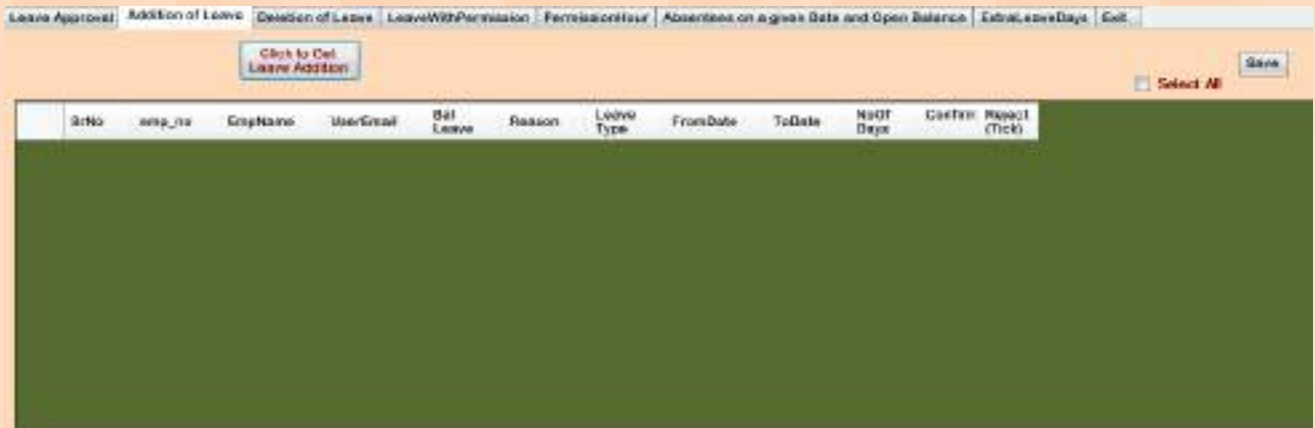 Leave Approval Addition of Leave Deletion of Leave LeaveWithPermission PermissionHour Absentees on a given Date and Open Balance ExtraLeaveDays Exit
Click to Get
Leave Addition
Save
Select All
SrNo emp_no EmpName UserEmail Bal Leave Reason Leave Type FromDate ToDate NoOf Days Confirm Reject (Tick)